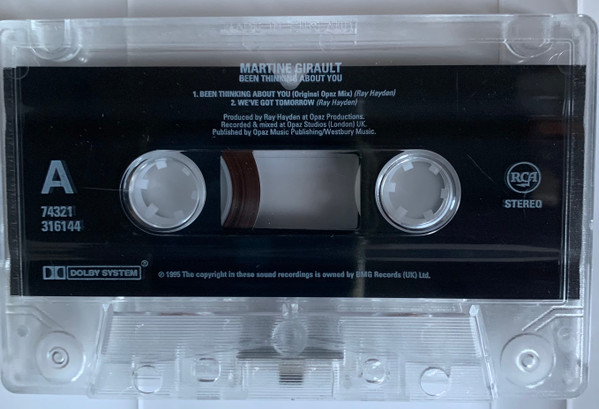 MARTINE GIRAULT
BEEN THINKING ABOUT YOU
1. BEEN THINKING ABOUT YOU (Original Opaz Mix) (Ray Hayden)
2. WE'VE GOT TOMORROW (Ray Hayden)
Produced by Ray Hayden at Opaz Productions.
Recorded & mixed at Opaz Studios (London) UK.
Published by Opaz Music Publishing/Westbury Music.
A
74321
316144
RCA
STEREO
DOLBY SYSTEM ®
© 1995 The copyright in these sound recordings is owned by BMG Records (UK) Ltd.